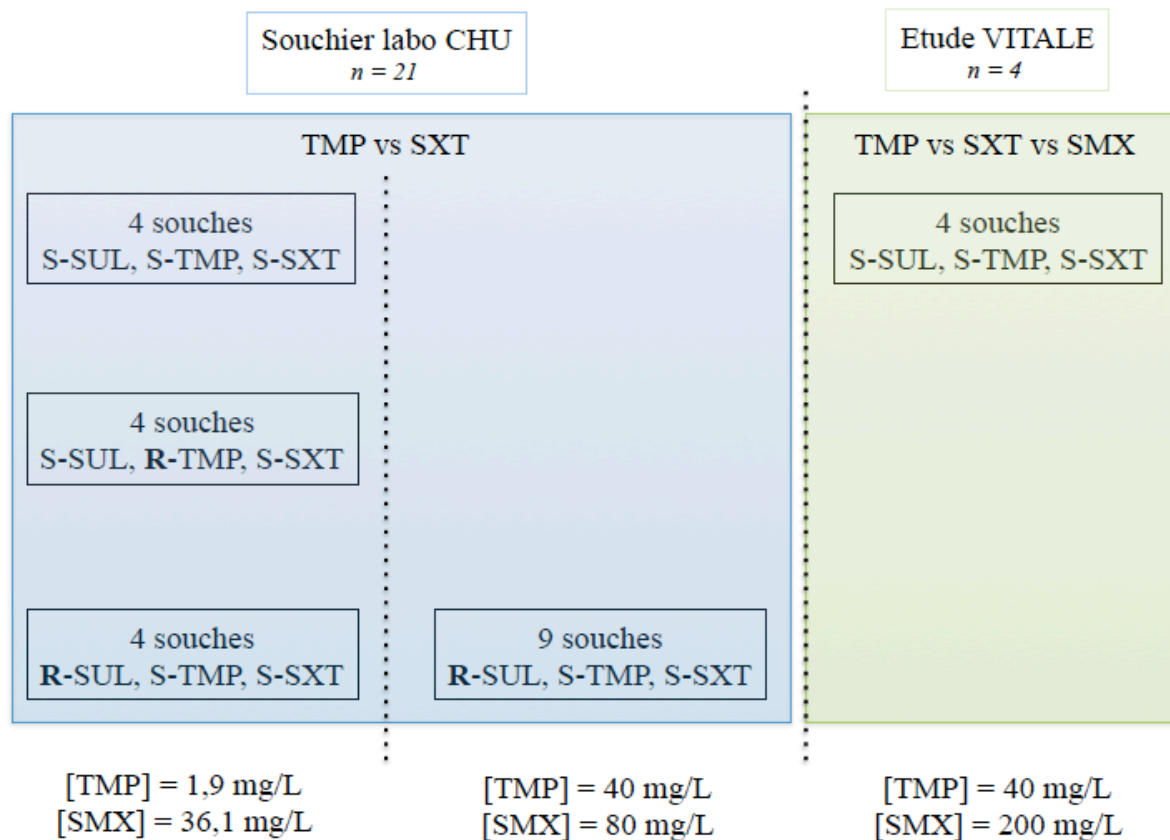 Souchier labo CHU
n = 21
Etude VITALE
n = 4
TMP vs SXT
TMP vs SXT vs SMX
4 souches
S-SUL, S-TMP, S-SXT
4 souches
S-SUL, S-TMP, S-SXT
4 souches
S-SUL, R-TMP, S-SXT
4 souches
R-SUL, S-TMP, S-SXT
9 souches
R-SUL, S-TMP, S-SXT
[TMP] = 1,9 mg/L
[SMX] = 36,1 mg/L
[TMP] = 40 mg/L
[SMX] = 80 mg/L
[TMP] = 40 mg/L
[SMX] = 200 mg/L